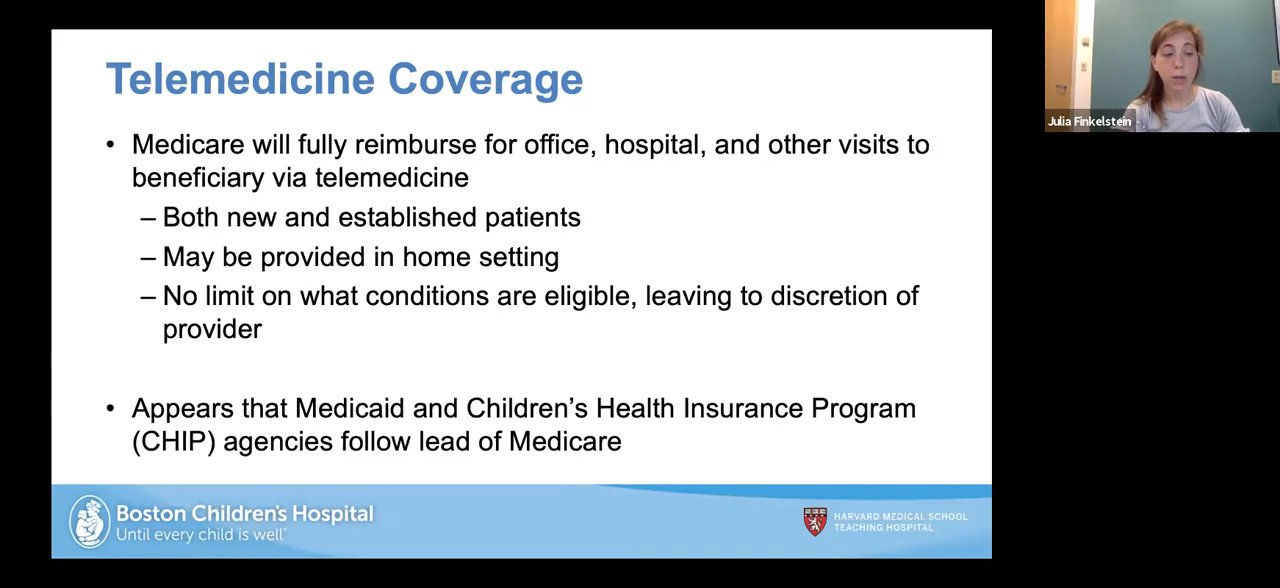 Telemedicine Coverage
• Medicare will fully reimburse for office, hospital, and other visits to
beneficiary via telemedicine
– Both new and established patients
– May be provided in home setting
– No limit on what conditions are eligible, leaving to discretion of
provider
• Appears that Medicaid and Children’s Health Insurance Program
(CHIP) agencies follow lead of Medicare
Boston Children's Hospital
Until every child is well™
HARVARD MEDICAL SCHOOL
TEACHING HOSPITAL
Julia Finkelstein